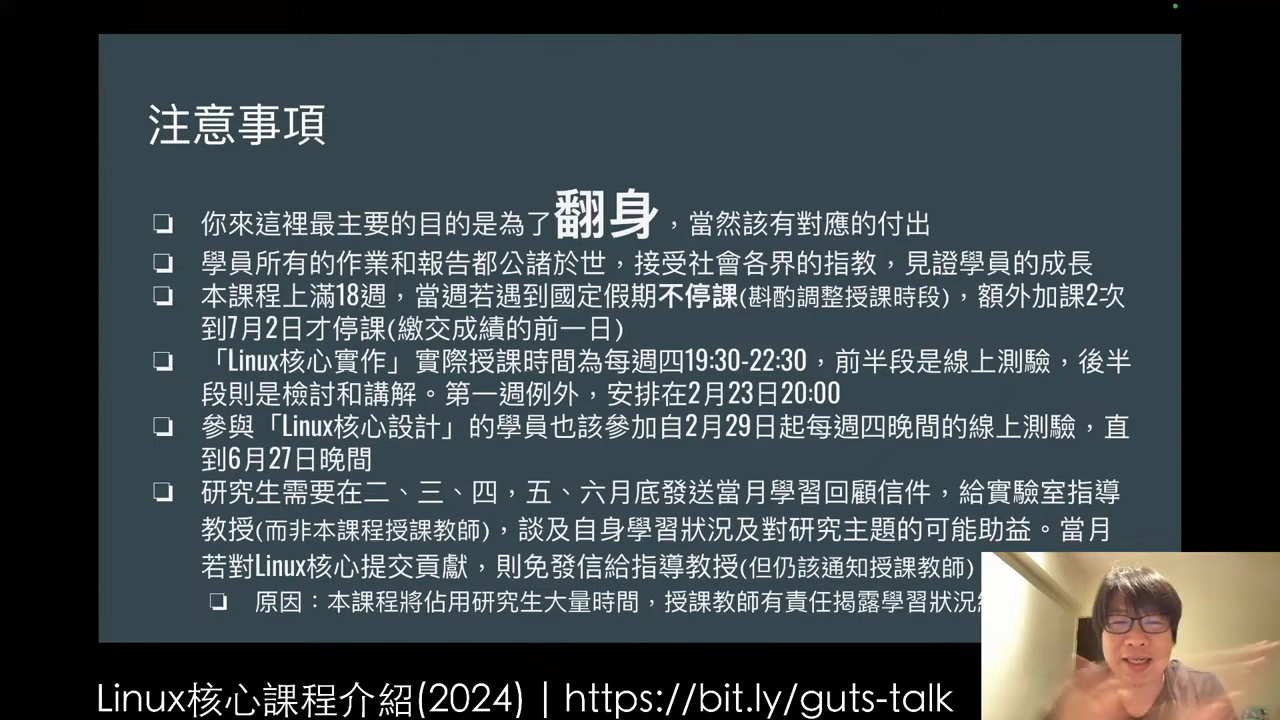 注意事項
❏ 你來這裡最主要的目的是為了翻身，當然該有對應的付出
❏ 學員所有的作業和報告都公諸於世，接受社會各界的指教，見證學員的成長
❏ 本課程上滿18週，當週若遇到國定假期不停課(斟酌調整授課時段)，額外加課2-次
到7月2日才停課(繳交成績的前一日)
❏ 「Linux核心實作」實際授課時間為每週四19:30-22:30，前半段是線上測驗，後半
段則是檢討和講解。第一週例外，安排在2月23日20:00
❏ 參與「Linux核心設計」的學員也該參加自2月29日起每週四晚間的線上測驗，直
到6月27日晚間
❏ 研究生需要在二、三、四，五、六月底發送當月學習回顧信件，給實驗室指導
教授(而非本課程授課教師)，談及自身學習狀況及對研究主題的可能助益。當月
若對Linux核心提交貢獻，則免發信給指導教授(但仍該通知授課教師)
❏ 原因：本課程將佔用研究生大量時間，授課教師有責任揭露學習狀況
Linux核心課程介紹(2024) | https://bit.ly/guts-talk